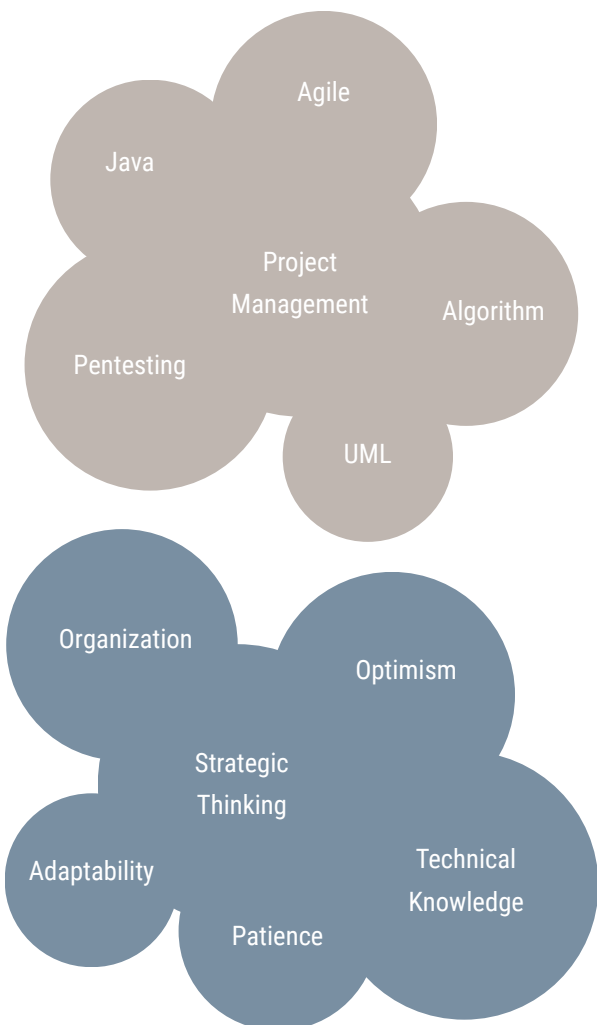 Agile
Java
Project
Management
Algorithm
Pentesting
UML
Organization
Optimism
Strategic
Thinking
Technical
Knowledge
Adaptability
Patience